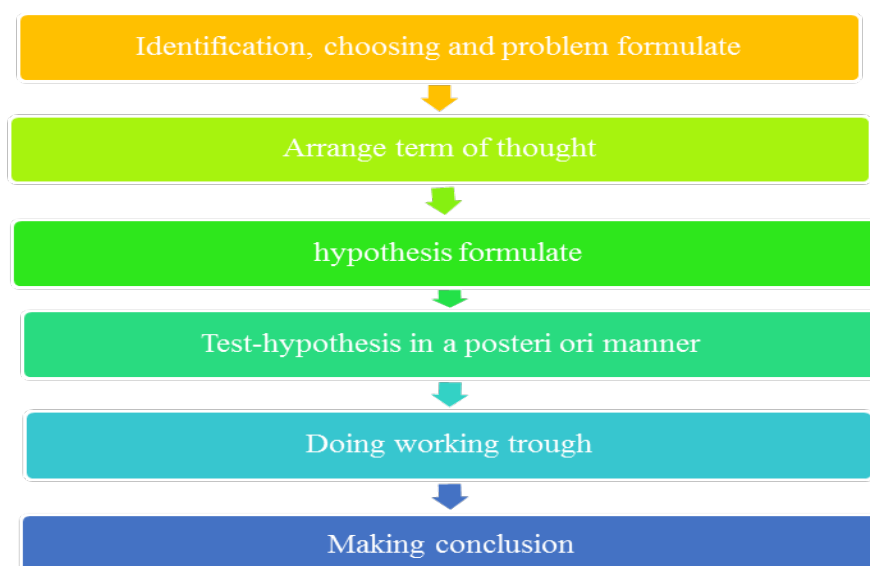 Identification, choosing and problem formulate
Arrange term of thought
hypothesis formulate
Test-hypothesis in a posteri ori manner
Doing working trough
Making conclusion